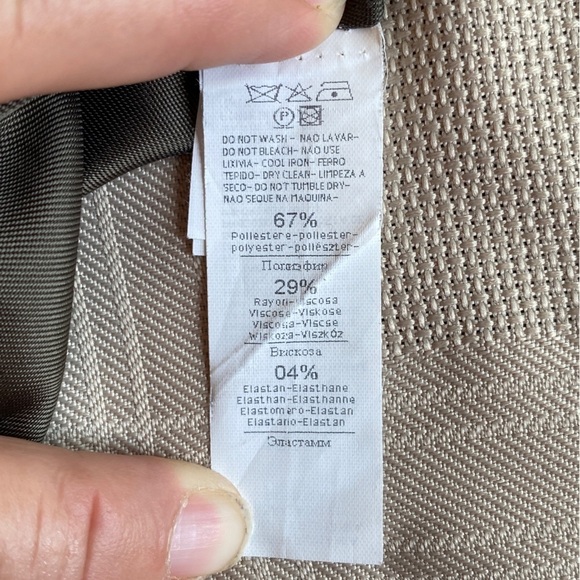 P
DO NOT WASH - NAO LAVAR-
DO NOT BLEACH- NAO USE
LIXIVIA- COOL IRON- FERRO
TEPIDO- DRY CLEAN- LIMPEZA A
SECO- DO NOT TUMBLE DRY-
NAO SEQUE NA MAQUINA-
67%
Poliestere-poliester-
polyester-poliészter-
Полиэфир
29%
Rayon-viscosa
Viscose-Viskose
Viscosa-Viscse
Wiskoza-Viszkóz
Вискоза
04%
Elastan-Elasthane
Elasthan-Elasthanne
Elastomero-Elastan
Elastano-Elastan
Эластамм